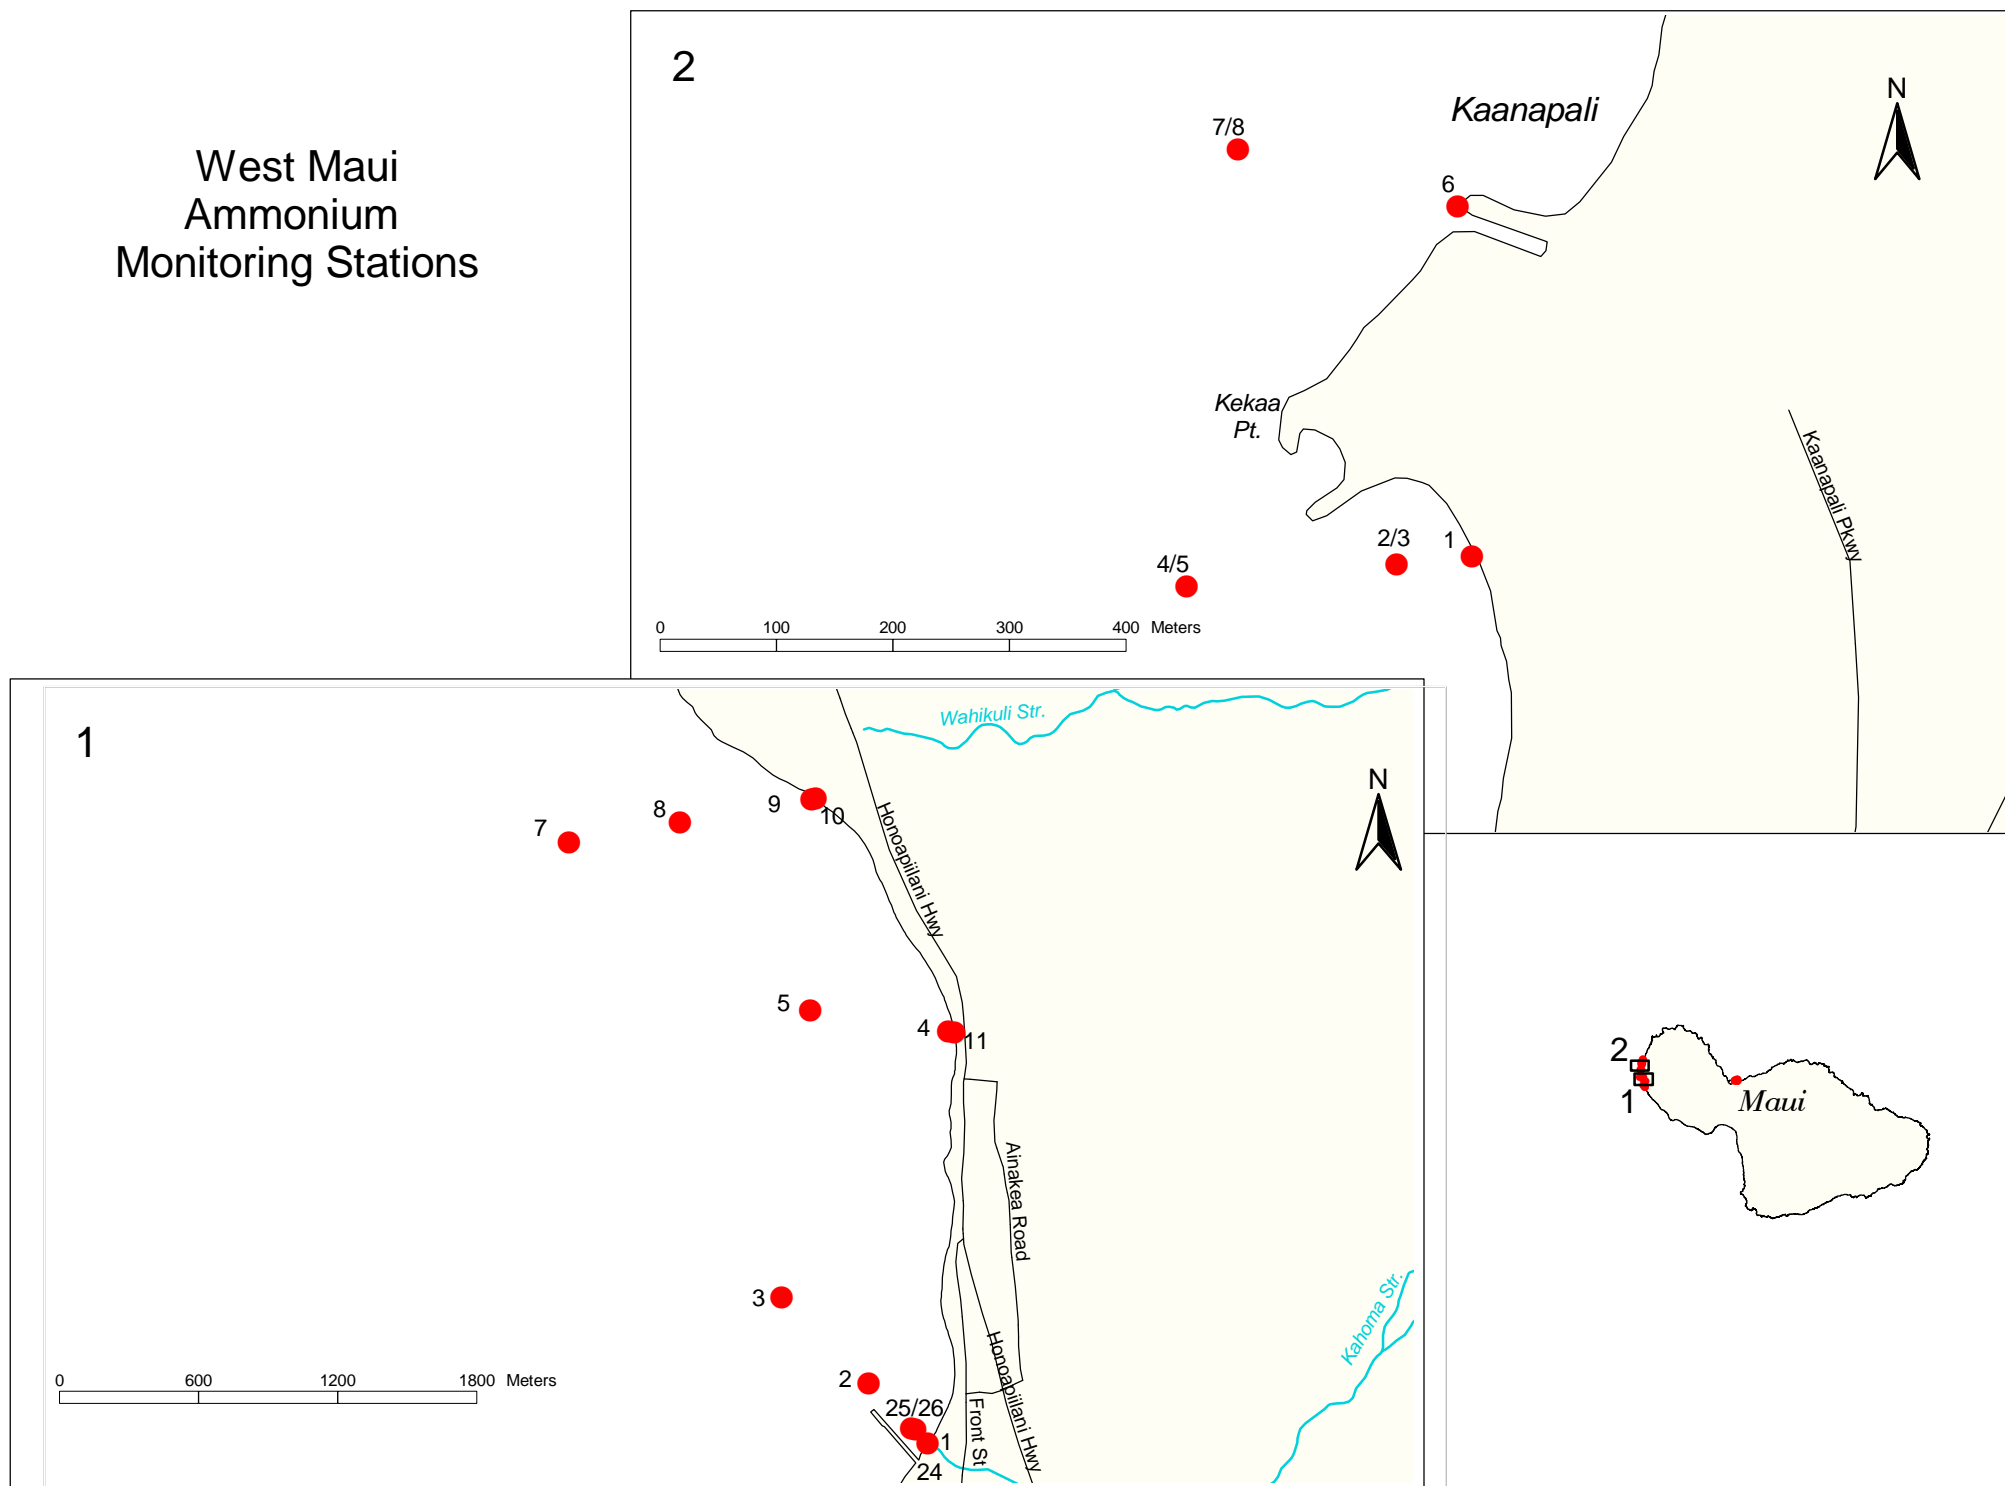 West Maui
Ammonium
Monitoring Stations
2
Kaanapali
N
7/8
6
Kekaa
Pt.
Kaanapali Pkwy
2/3
1
4/5
0 100 200 300 400 Meters
1
Wahikuli Str.
N
9
10
8
7
Honoapiilani Hwy
5
4
11
Ainakea Road
3
Kahoma Str.
Honoapiilani Hwy
0 600 1200 1800 Meters
2
25/26
Front St
1
24
2
1
Maui